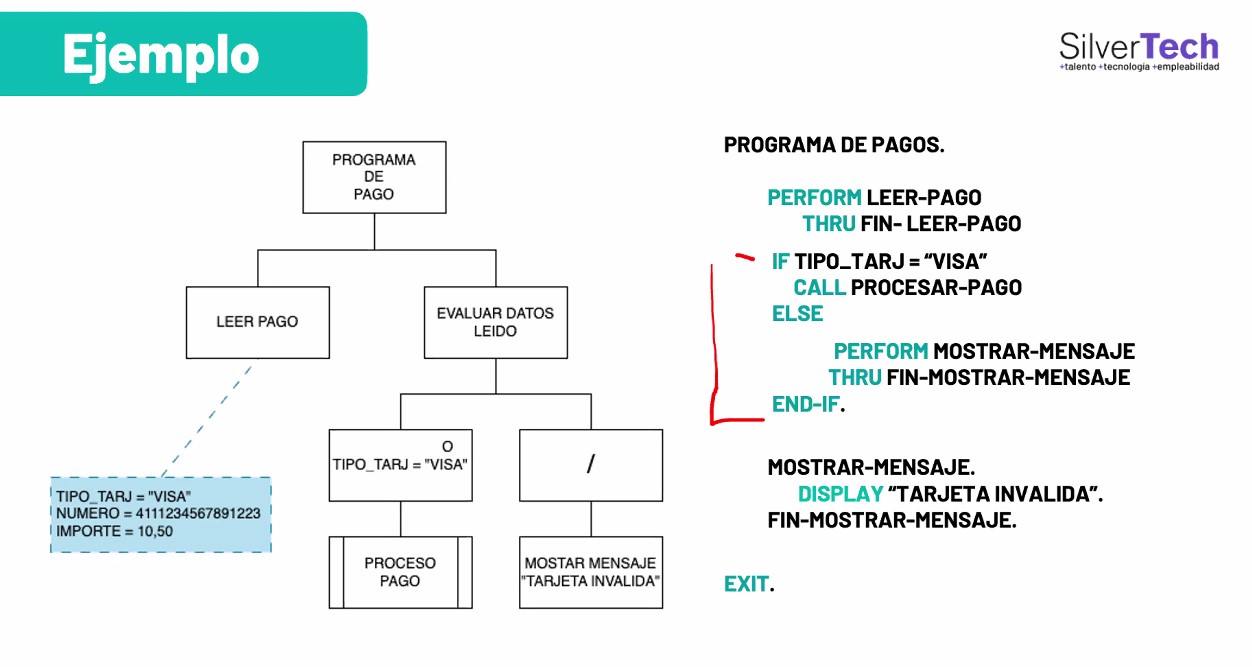 Ejemplo
SilverTech
+talento +tecnología +empleabilidad
PROGRAMA
DE
PAGO
LEER PAGO
EVALUAR DATOS
LEIDO
O
TIPO_TARJ = "VISA"
/
PROCESO
PAGO
MOSTAR MENSAJE
"TARJETA INVALIDA"
TIPO_TARJ = "VISA"
NUMERO = 4111234567891223
IMPORTE = 10,50
PROGRAMA DE PAGOS.
PERFORM LEER-PAGO
THRU FIN- LEER-PAGO
IF TIPO_TARJ = “VISA”
CALL PROCESAR-PAGO
ELSE
PERFORM MOSTRAR-MENSAJE
THRU FIN-MOSTRAR-MENSAJE
END-IF.
MOSTRAR-MENSAJE.
DISPLAY “TARJETA INVALIDA”.
FIN-MOSTRAR-MENSAJE.
EXIT.